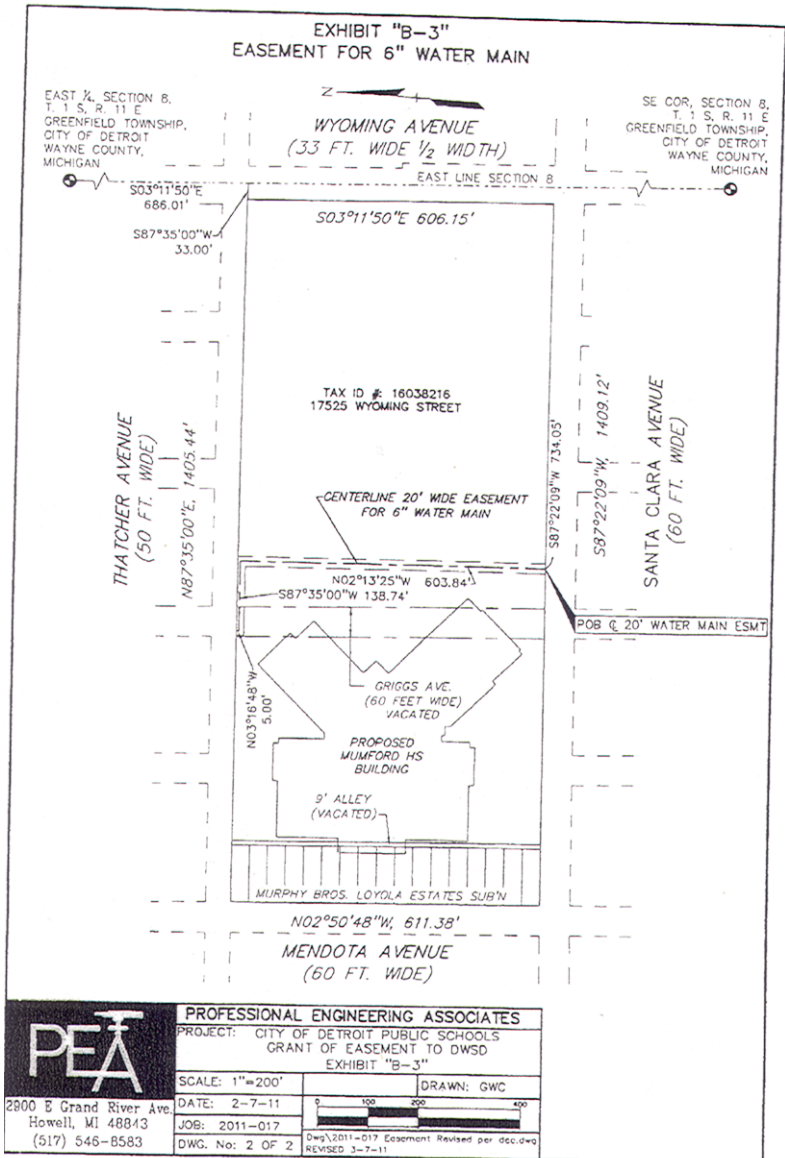 EXHIBIT "B-3"
EASEMENT FOR 6" WATER MAIN
EAST ¼, SECTION 8,
T. 1 S, R. 11 E
GREENFIELD TOWNSHIP,
CITY OF DETROIT
WAYNE COUNTY,
MICHIGAN
Z
WYOMING AVENUE
(33 FT. WIDE ½ WIDTH)
SE COR, SECTION 8,
T. 1 S, R. 11 E
GREENFIELD TOWNSHIP,
CITY OF DETROIT
WAYNE COUNTY,
MICHIGAN
EAST LINE SECTION 8
S03°11'50"E
686.01'
S87°35'00"W
33.00'
S03°11'50"E 606.15'
TAX ID #: 16038216
17525 WYOMING STREET
THATCHER AVENUE
(50 FT. WIDE)
N87°35'00"E, 1405.44'
CENTERLINE 20' WIDE EASEMENT
FOR 6" WATER MAIN
S87°22'09"W 734.05'
S87°22'09"W, 1409.12'
SANTA CLARA AVENUE
(60 FT. WIDE)
N02°13'25"W 603.84'
S87°35'00"W 138.74'
POB ℄ 20' WATER MAIN ESMT
N03°16'48"W
5.00'
GRIGGS AVE.
(60 FEET WIDE)
VACATED
PROPOSED
MUMFORD HS
BUILDING
9' ALLEY
(VACATED)
MURPHY BROS. LOYOLA ESTATES SUB'N
N02°50'48"W, 611.38'
MENDOTA AVENUE
(60 FT. WIDE)
PEA
2900 E Grand River Ave.
Howell, MI 48843
(517) 546-8583
PROFESSIONAL ENGINEERING ASSOCIATES
PROJECT: CITY OF DETROIT PUBLIC SCHOOLS
GRANT OF EASEMENT TO DWSD
EXHIBIT "B-3"
SCALE: 1"=200'
DRAWN: GWC
DATE: 2-7-11
0 100 200 400
JOB: 2011-017
DWG. No: 2 OF 2
Dwg\2011-017 Easement Revised per dec.dwg
REVISED 3-7-11